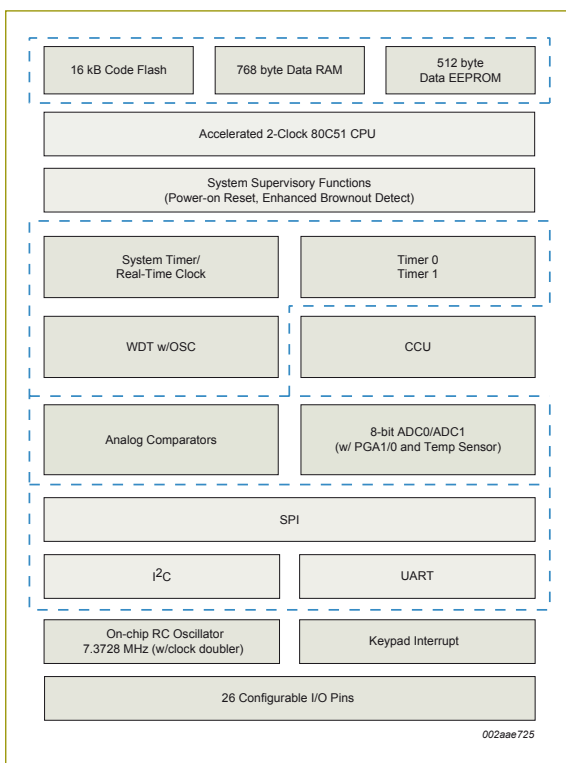 16 kB Code Flash
768 byte Data RAM
512 byte
Data EEPROM
Accelerated 2-Clock 80C51 CPU
System Supervisory Functions
(Power-on Reset, Enhanced Brownout Detect)
System Timer/
Real-Time Clock
Timer 0
Timer 1
WDT w/OSC
CCU
Analog Comparators
8-bit ADC0/ADC1
(w/ PGA1/0 and Temp Sensor)
SPI
I²C
UART
On-chip RC Oscillator
7.3728 MHz (w/clock doubler)
Keypad Interrupt
26 Configurable I/O Pins
002aae725